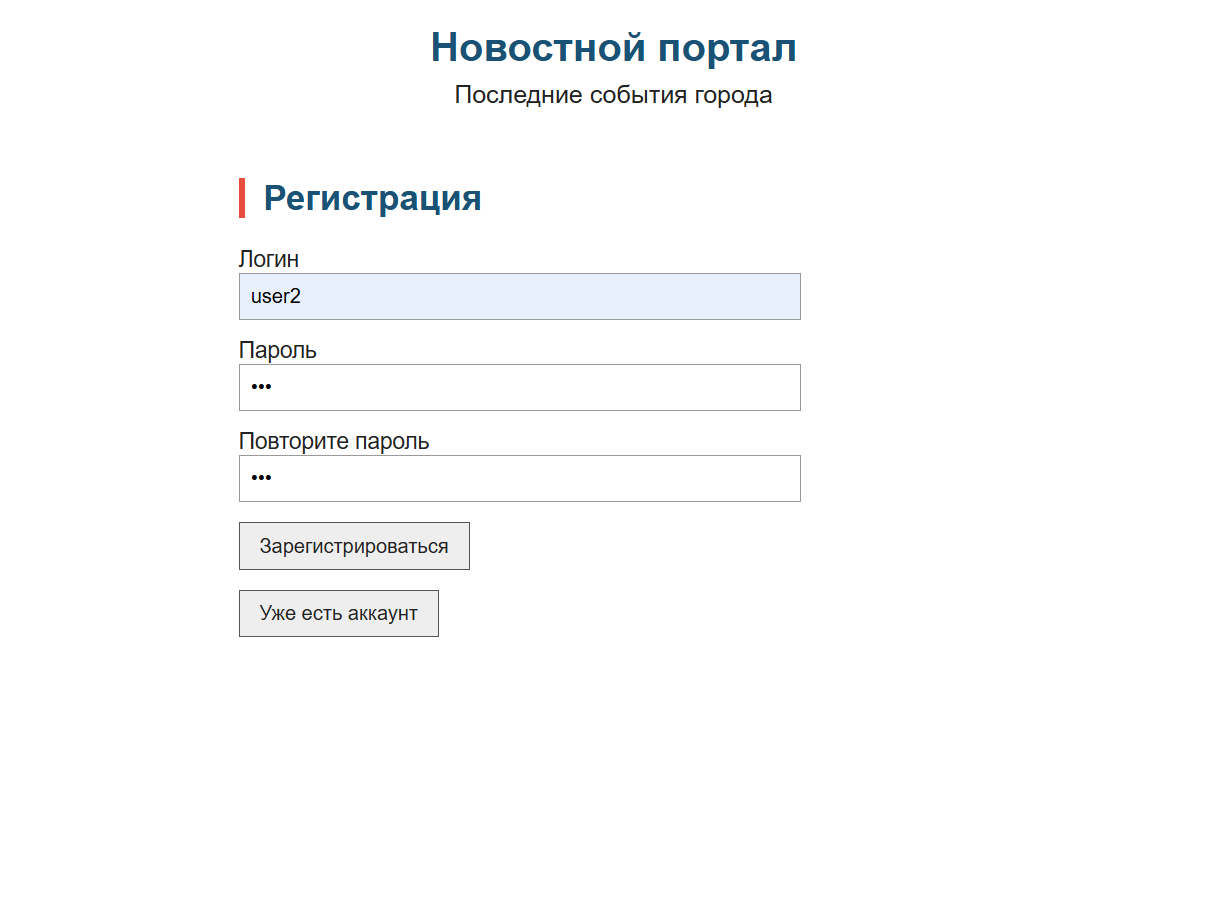 Новостной портал
Последние события города
Регистрация
Логин
user2
Пароль
•••
Повторите пароль
•••
Зарегистрироваться
Уже есть аккаунт